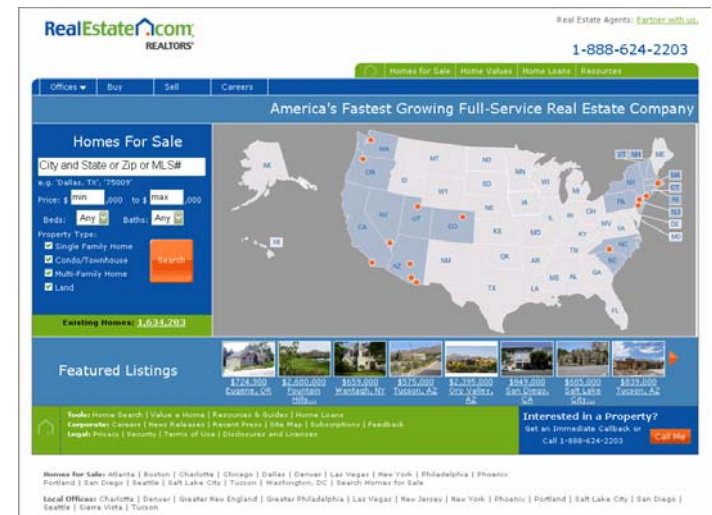 Real Estate Agents: Partner with us.
RealEstate.com
REALTORS
1-888-624-2203
Homes for Sale Home Values Home Loans Resources
Offices Buy Sell Careers
America's Fastest Growing Full-Service Real Estate Company
Homes For Sale
City and State or Zip or MLS#
e.g. 'Dallas, TX', '75009'
Price: $ min ,000 to $ max ,000
Beds: Any Baths: Any
Property Type:
Single Family Home
Condo/Townhouse
Multi-Family Home
Land
Search
Existing Homes: 1,634,203
AK
HI
WA
OR
CA
NV
ID
MT
WY
UT
AZ
CO
NM
ND
SD
NE
KS
OK
TX
MN
IA
MO
AR
LA
WI
IL
MI
IN
OH
KY
TN
MS
AL
GA
FL
SC
NC
VA
WV
PA
NY
VT
NH
ME
MA
CT
RI
NJ
DE
MD
Featured Listings
$724,900 Eugene, OR
$2,680,000 Fountain Hills...
$659,000 Wantagh, NY
$575,000 Tucson, AZ
$2,395,000 Oro Valley, AZ
$849,000 San Diego, CA
$685,000 Salt Lake City...
$839,000 Tucson, AZ
Tools: Home Search | Value a Home | Resources & Guides | Home Loans
Corporate: Careers | News Releases | Recent Press | Site Map | Subscriptions | Feedback
Legal: Privacy | Security | Terms of Use | Disclosures and Licenses
Interested in a Property?
Get an Immediate Callback or
Call 1-888-624-2203
Call Me
Homes for Sale: Atlanta | Boston | Charlotte | Chicago | Dallas | Denver | Las Vegas | New York | Philadelphia | Phoenix
Portland | San Diego | Seattle | Salt Lake City | Tucson | Washington, DC | Search Homes for Sale
Local Offices: Charlotte | Denver | Greater New England | Greater Philadelphia | Las Vegas | New Jersey | New York | Phoenix | Portland | Salt Lake City | San Diego |
Seattle | Sierra Vista | Tucson